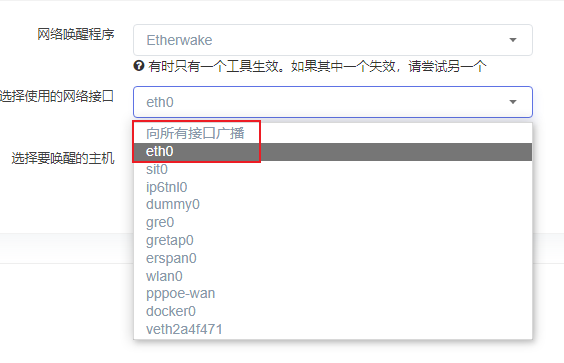 网络唤醒程序
Etherwake
有时只有一个工具生效。如果其中一个失效，请尝试另一个
选择使用的网络接口
eth0
向所有接口广播
eth0
选择要唤醒的主机
sit0
ip6tnl0
dummy0
gre0
gretap0
erspan0
wlan0
pppoe-wan
docker0
veth2a4f471